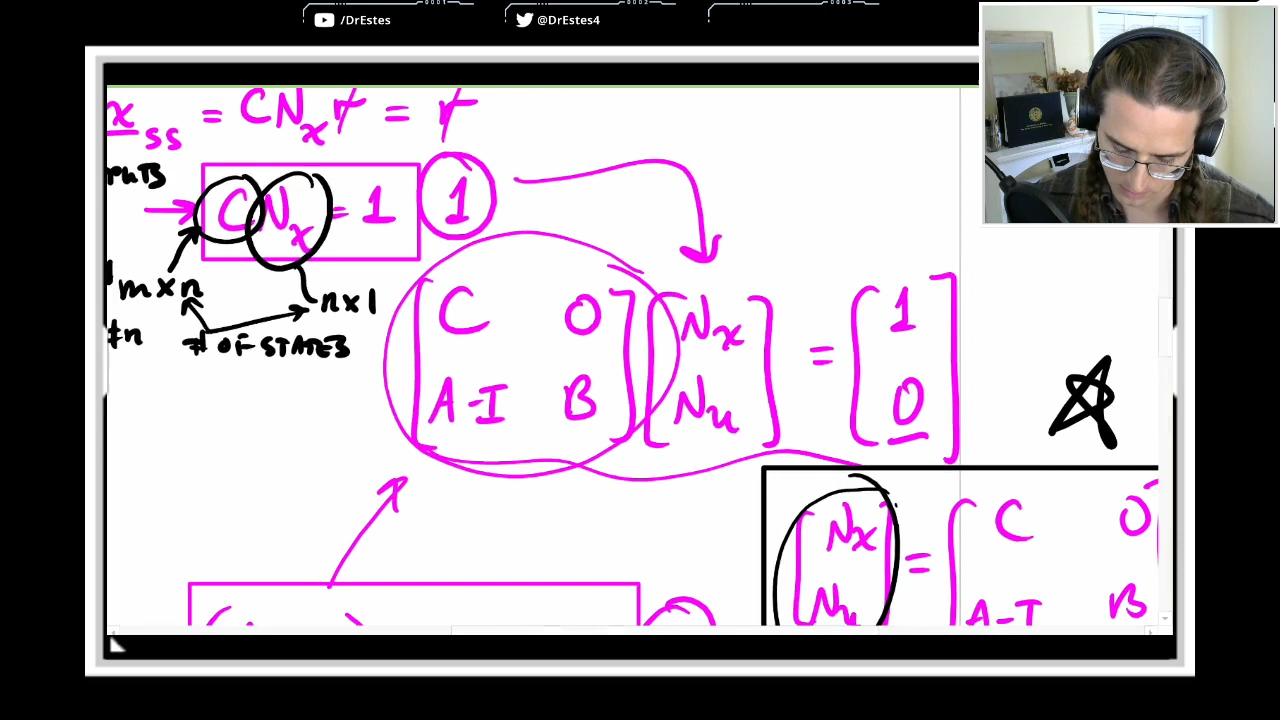 /DrEstes
@DrEstes4
x_ss = CN_x r = r
CN_x = 1 1
m×n n×1
≠n # OF STATES
[C 0; A-I B] [N_x; N_u] = [1; 0]
[N_x; N_u] = [C 0; A-I B